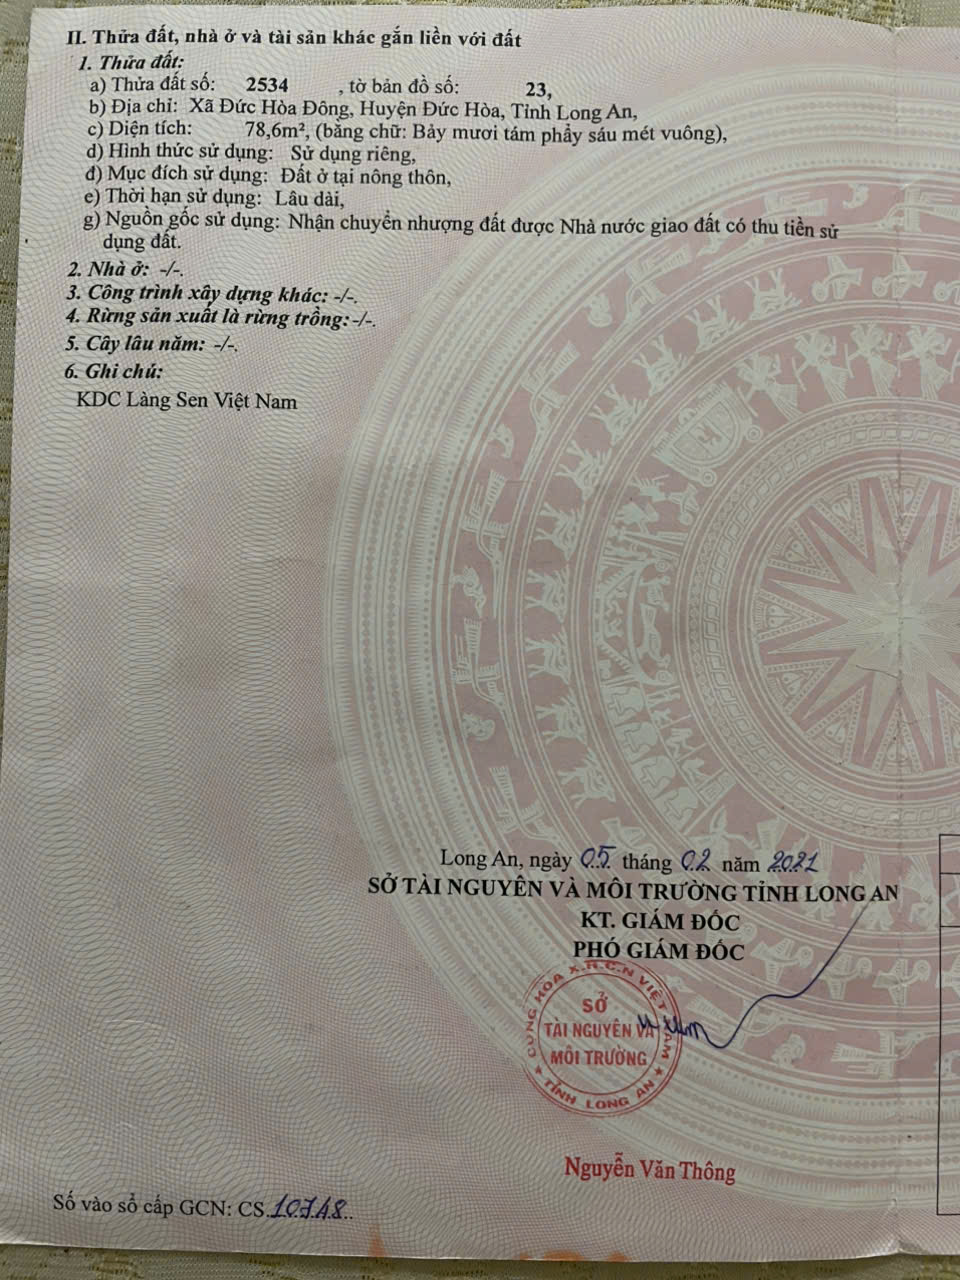 II. Thửa đất, nhà ở và tài sản khác gắn liền với đất
1. Thửa đất:
a) Thửa đất số: 2534 , tờ bản đồ số: 23,
b) Địa chỉ: Xã Đức Hòa Đông, Huyện Đức Hòa, Tỉnh Long An,
c) Diện tích: 78,6m², (bằng chữ: Bảy mươi tám phẩy sáu mét vuông),
d) Hình thức sử dụng: Sử dụng riêng,
đ) Mục đích sử dụng: Đất ở tại nông thôn,
e) Thời hạn sử dụng: Lâu dài,
g) Nguồn gốc sử dụng: Nhận chuyển nhượng đất được Nhà nước giao đất có thu tiền sử
dụng đất.
2. Nhà ở: -/-.
3. Công trình xây dựng khác: -/-.
4. Rừng sản xuất là rừng trồng: -/-.
5. Cây lâu năm: -/-.
6. Ghi chú:
KDC Làng Sen Việt Nam
Long An, ngày 05 tháng 02 năm 2021
SỞ TÀI NGUYÊN VÀ MÔI TRƯỜNG TỈNH LONG AN
KT. GIÁM ĐỐC
PHÓ GIÁM ĐỐC
CỘNG HÒA X.H.C.N VIỆT NAM
SỞ
TÀI NGUYÊN VÀ
MÔI TRƯỜNG
★ TỈNH LONG AN ★
Nguyễn Văn Thông
Số vào sổ cấp GCN: CS.10748..